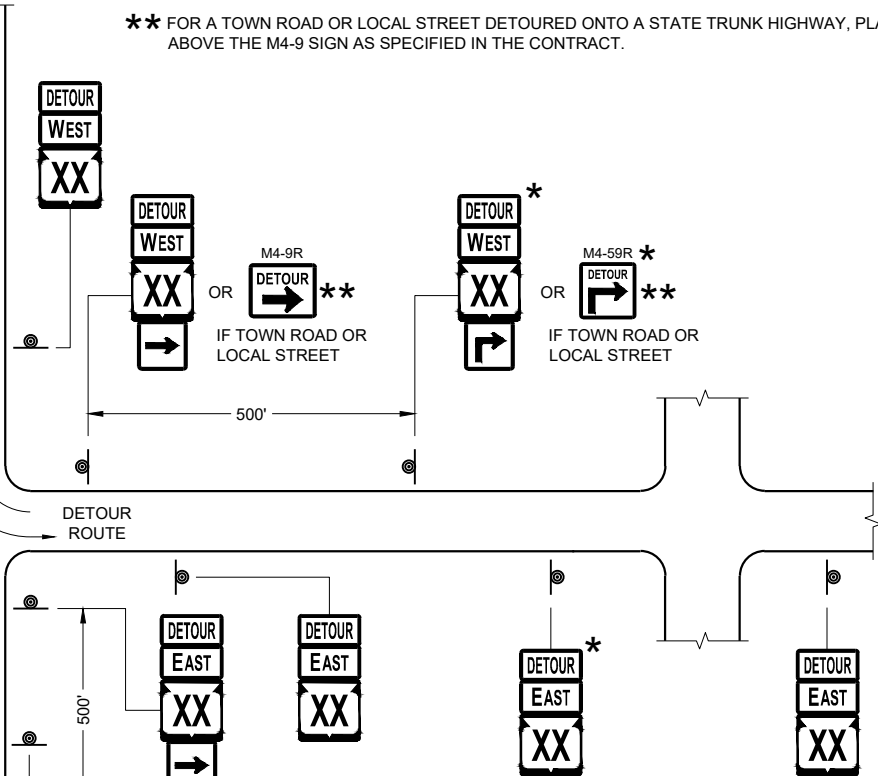 ** FOR A TOWN ROAD OR LOCAL STREET DETOURED ONTO A STATE TRUNK HIGHWAY,
ABOVE THE M4-9 SIGN AS SPECIFIED IN THE CONTRACT.
DETOUR
WEST
XX
DETOUR
WEST
XX
OR
M4-9R
DETOUR
**
IF TOWN ROAD OR
LOCAL STREET
DETOUR
*
WEST
XX
OR
M4-59R *
DETOUR
**
IF TOWN ROAD OR
LOCAL STREET
500'
DETOUR
ROUTE
500'
DETOUR
EAST
XX
DETOUR
EAST
XX
DETOUR
*
EAST
XX
DETOUR
EAST
XX